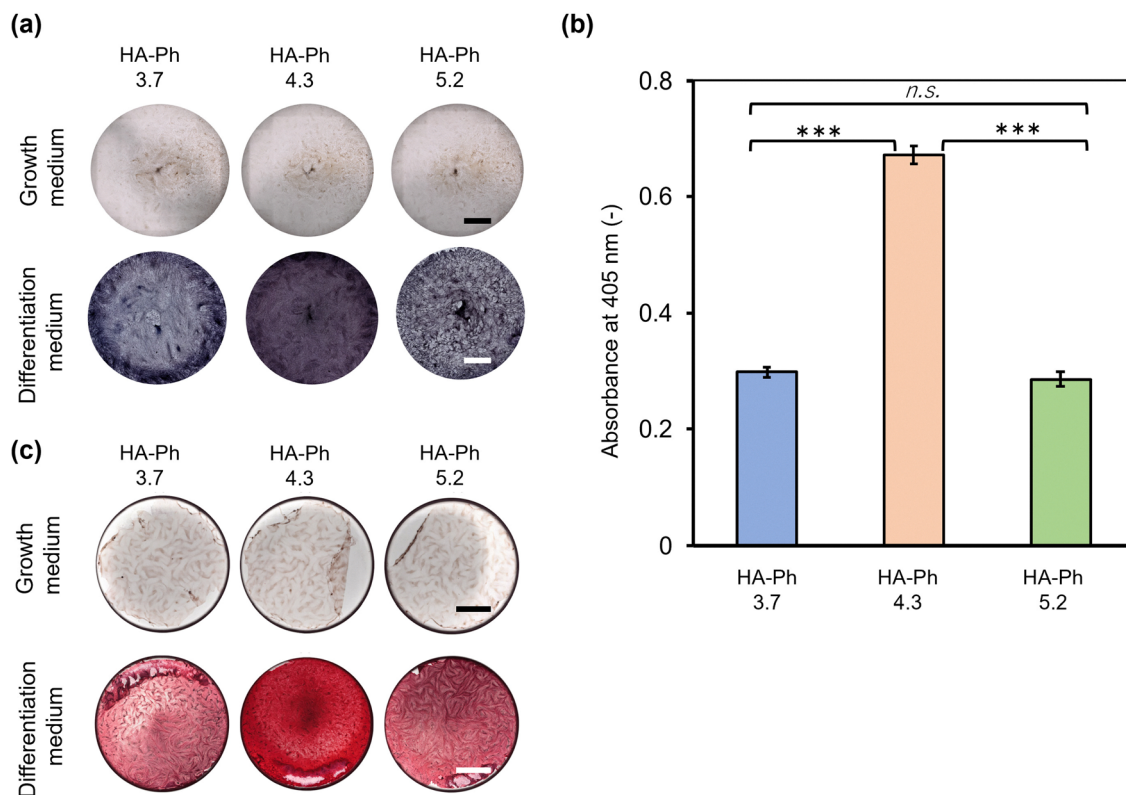 (a)
HA-Ph
3.7
HA-Ph
4.3
HA-Ph
5.2
Growth
medium
Differentiation
medium
(b)
Absorbance at 405 nm (-)
0.8
0.6
0.4
0.2
0
n.s.
***
***
HA-Ph
3.7
HA-Ph
4.3
HA-Ph
5.2
(c)
HA-Ph
3.7
HA-Ph
4.3
HA-Ph
5.2
Growth
medium
Differentiation
medium